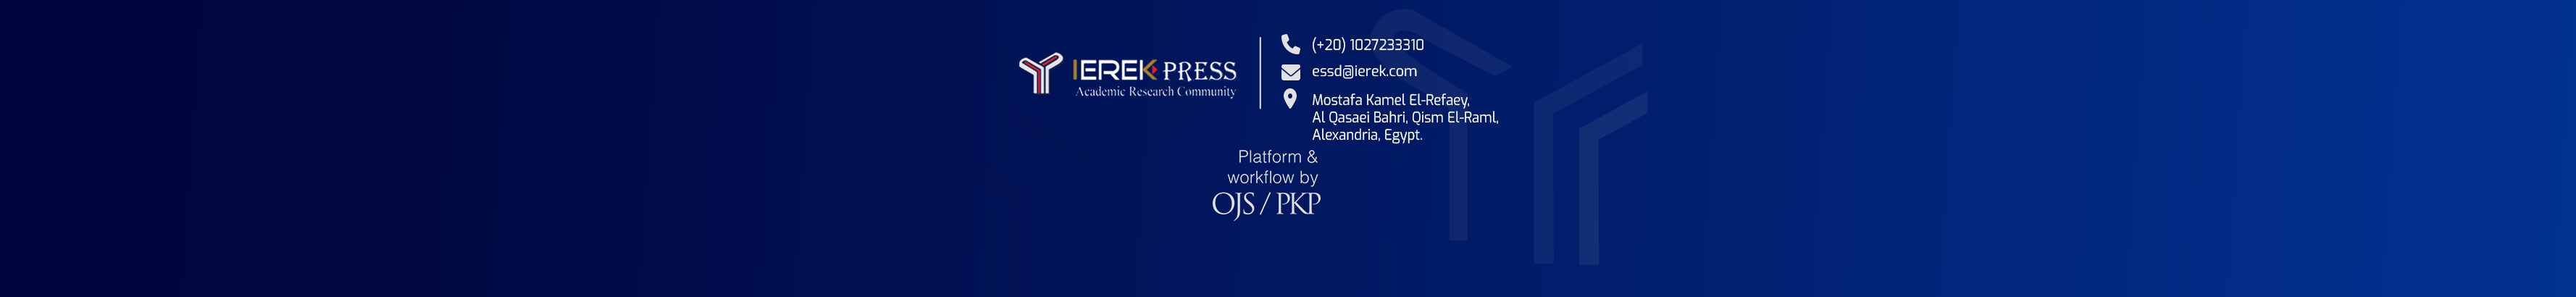 IEREK PRESS
Academic Research Community
(+20) 1027233310
essd@ierek.com
Mostafa Kamel El-Refaey,
Al Qasaei Bahri, Qism El-Raml,
Alexandria, Egypt.
Platform &
workflow by
OJS / PKP